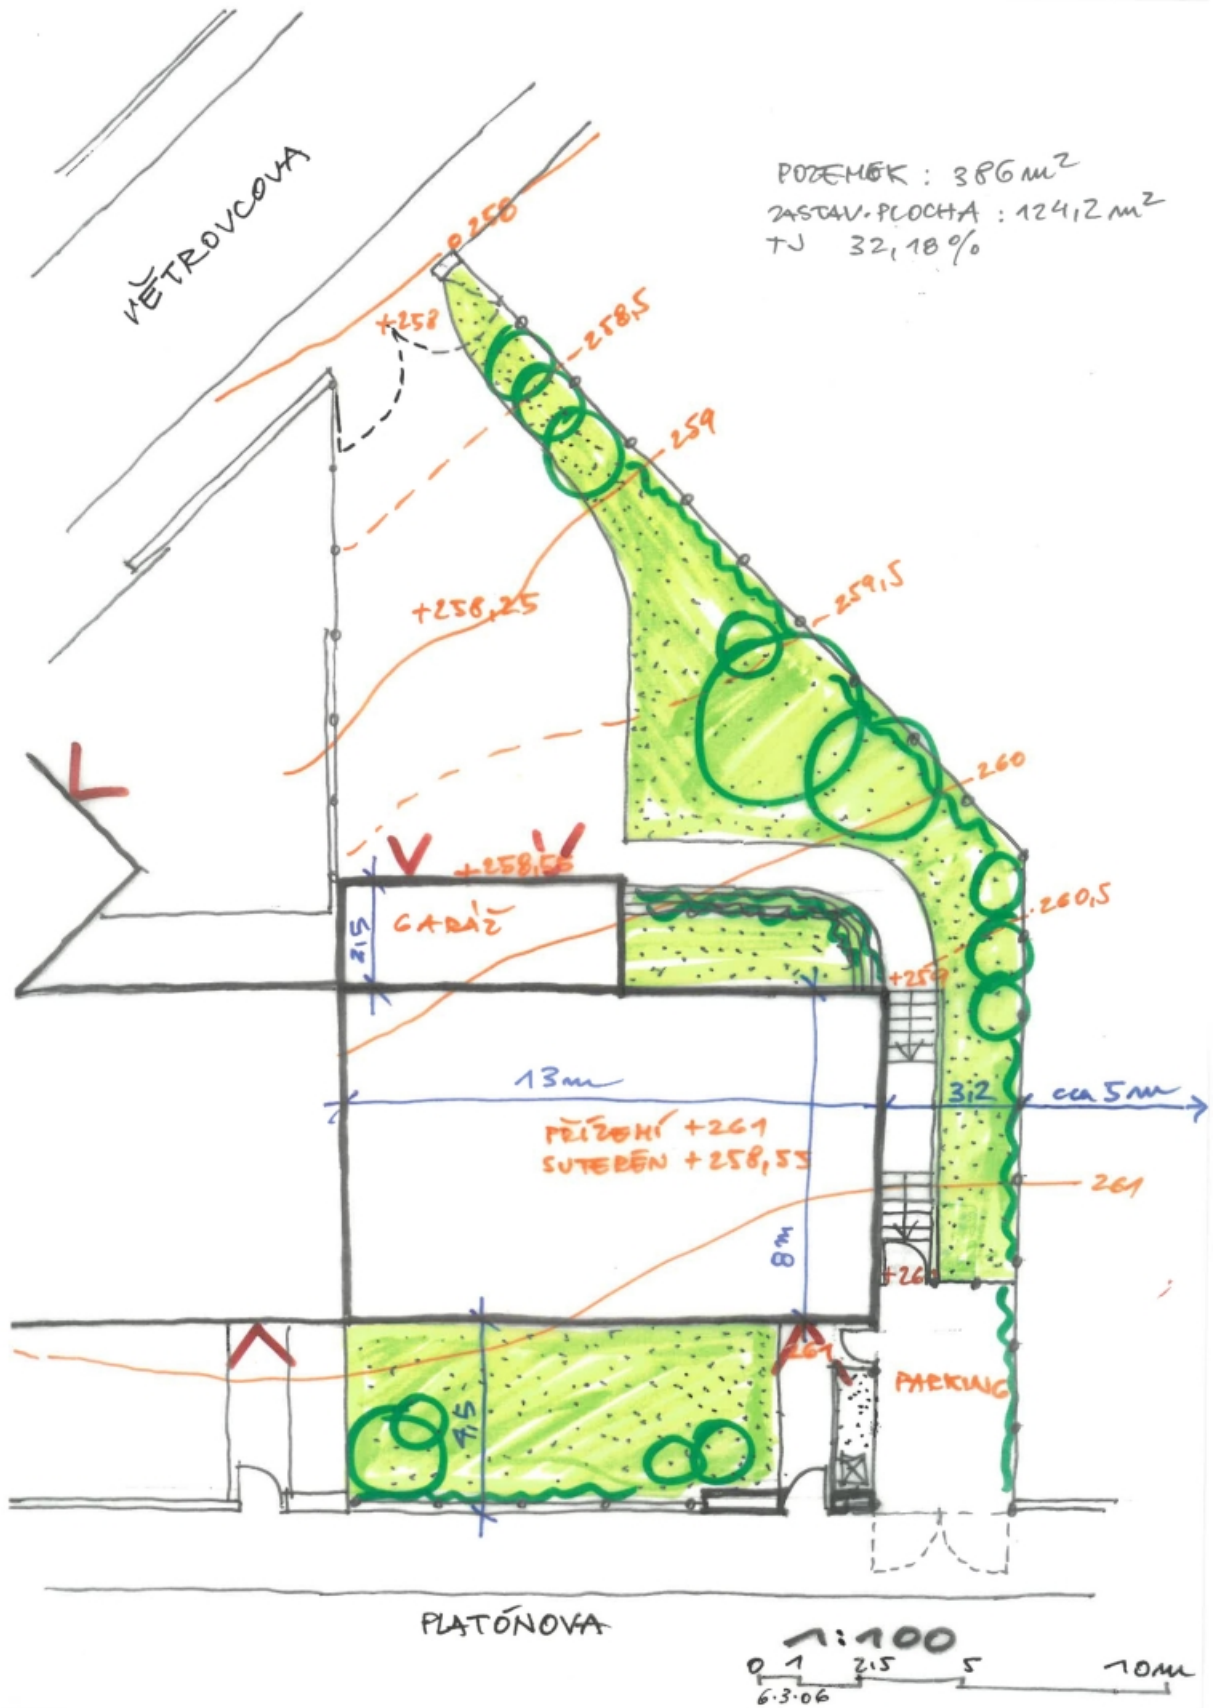 VĚTROVCOVA
POZEMEK : 386 m²
ZASTAV. PLOCHA : 124,2 m²
32,18%
258
+258
258,5
259
+258,25
259,5
260
+258,55
GARÁŽ
2,5
260,5
+259
13m
3,2
cca 5m
PŘÍZEMÍ +261
SUTERÉN +258,55
261
8m
261
PARKING
4,5
PLATÓNOVA
1:100
0 1 2,5 5 10m
6.3.06